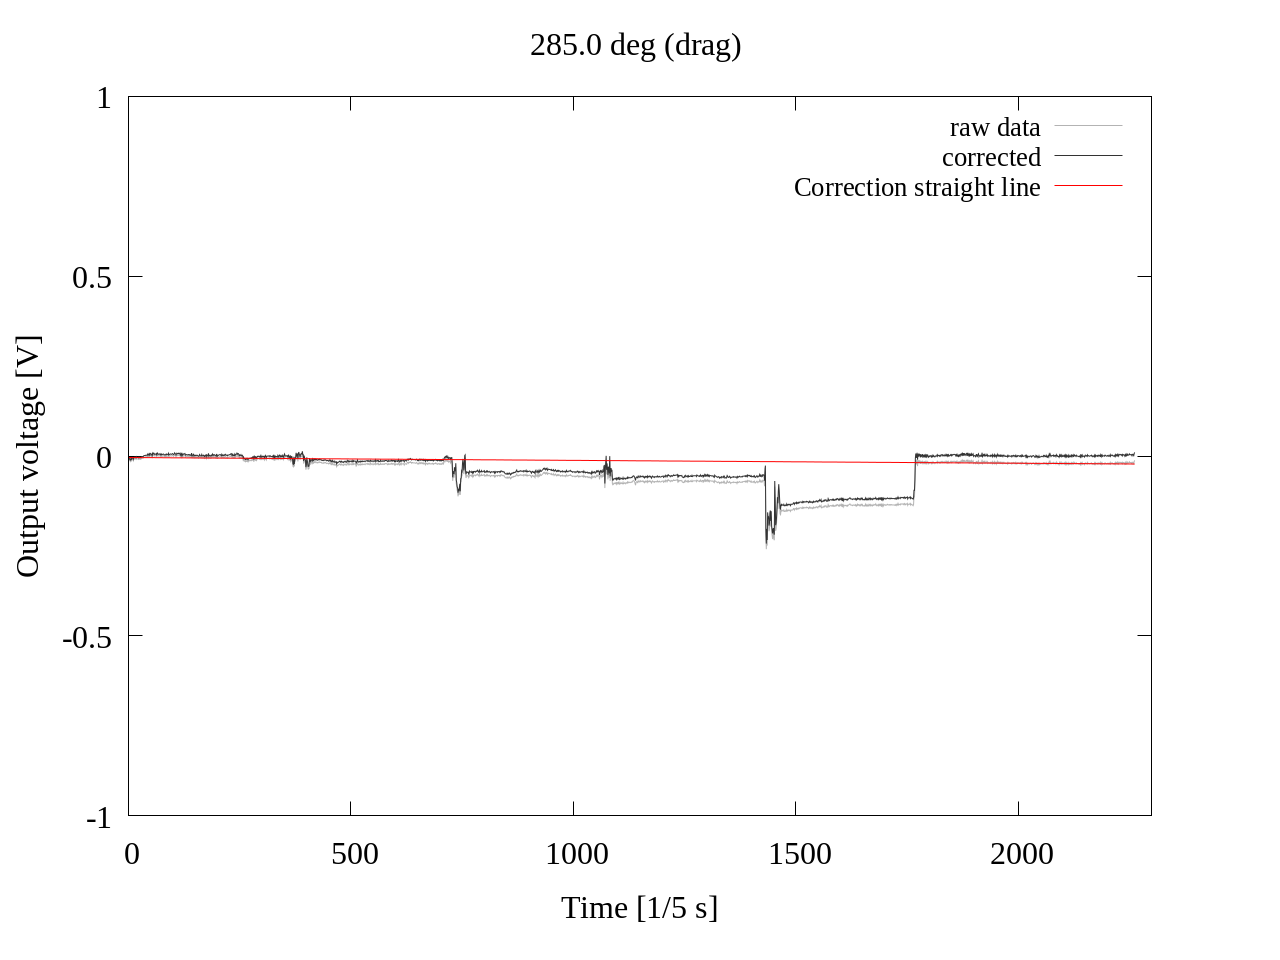 285.0 deg (drag)
1
0.5
0
-0.5
-1
Output voltage [V]
raw data
corrected
Correction straight line
0 500 1000 1500 2000
Time [1/5 s]